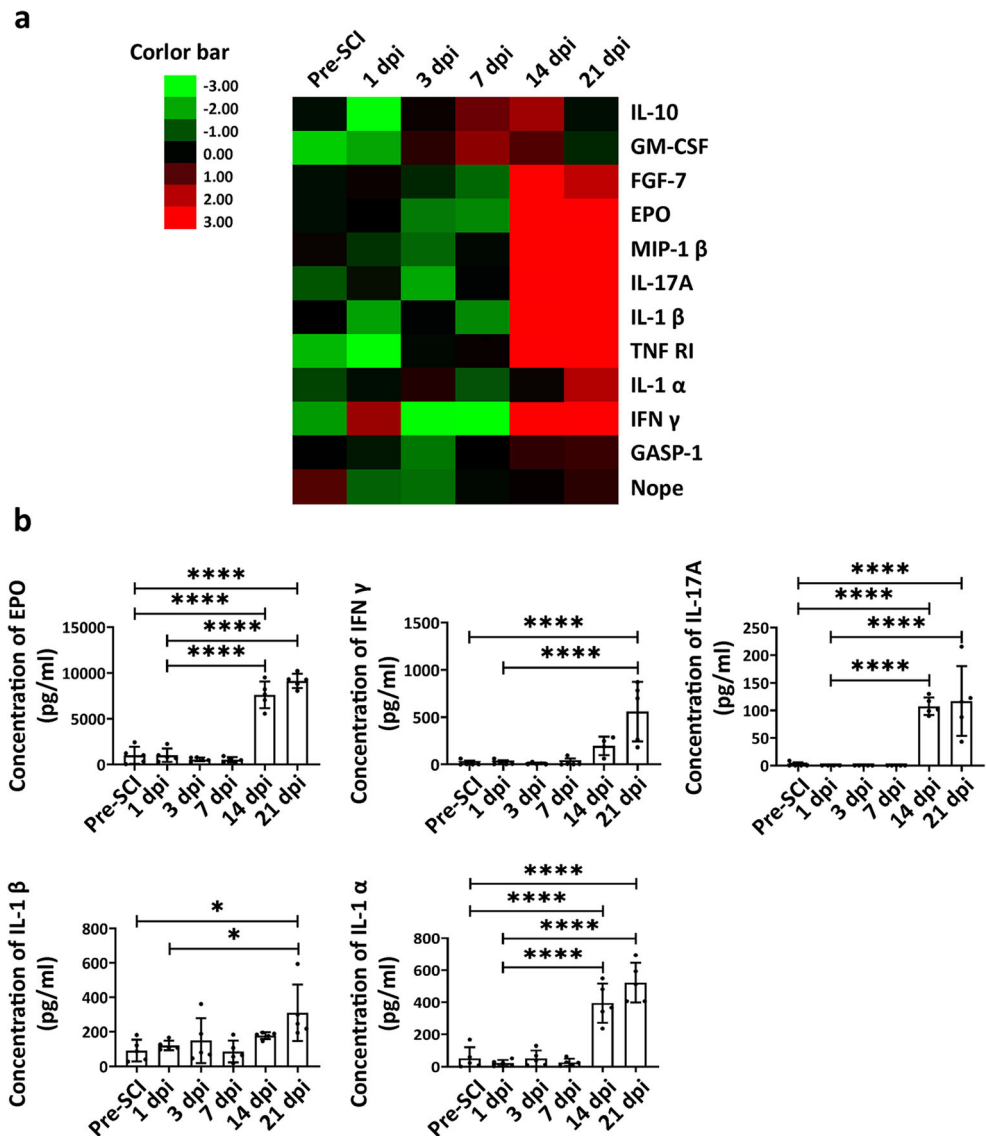 a
Corlor bar
-3.00
-2.00
-1.00
0.00
1.00
2.00
3.00
Pre-SCI 1 dpi 3 dpi 7 dpi 14 dpi 21 dpi
IL-10
GM-CSF
FGF-7
EPO
MIP-1 β
IL-17A
IL-1 β
TNF RI
IL-1 α
IFN γ
GASP-1
Nope
b
Concentration of EPO
(pg/ml)
15000
10000
5000
0
****
****
****
****
Pre-SCI 1 dpi 3 dpi 7 dpi 14 dpi 21 dpi
Concentration of IFN γ
(pg/ml)
1500
1000
500
0
****
****
Pre-SCI 1 dpi 3 dpi 7 dpi 14 dpi 21 dpi
Concentration of IL-17A
(pg/ml)
250
200
150
100
50
0
****
****
****
****
Pre-SCI 1 dpi 3 dpi 7 dpi 14 dpi 21 dpi
Concentration of IL-1 β
(pg/ml)
800
600
400
200
0
*
*
Pre-SCI 1 dpi 3 dpi 7 dpi 14 dpi 21 dpi
Concentration of IL-1 α
(pg/ml)
800
600
400
200
0
****
****
****
****
Pre-SCI 1 dpi 3 dpi 7 dpi 14 dpi 21 dpi